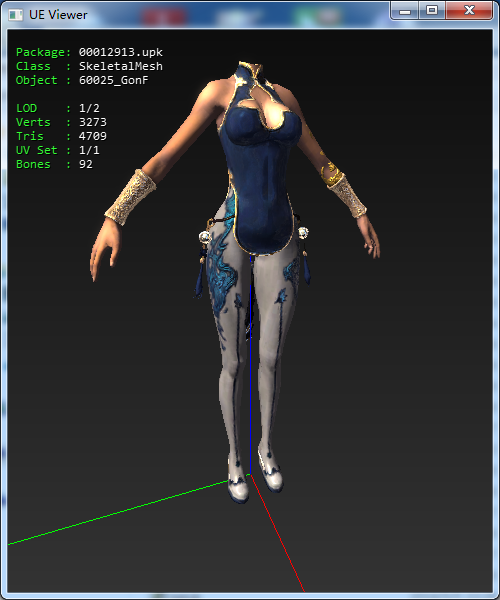 UE Viewer
Package: 00012913.upk
Class : SkeletalMesh
Object : 60025_GonF
LOD : 1/2
Verts : 3273
Tris : 4709
UV Set : 1/1
Bones : 92